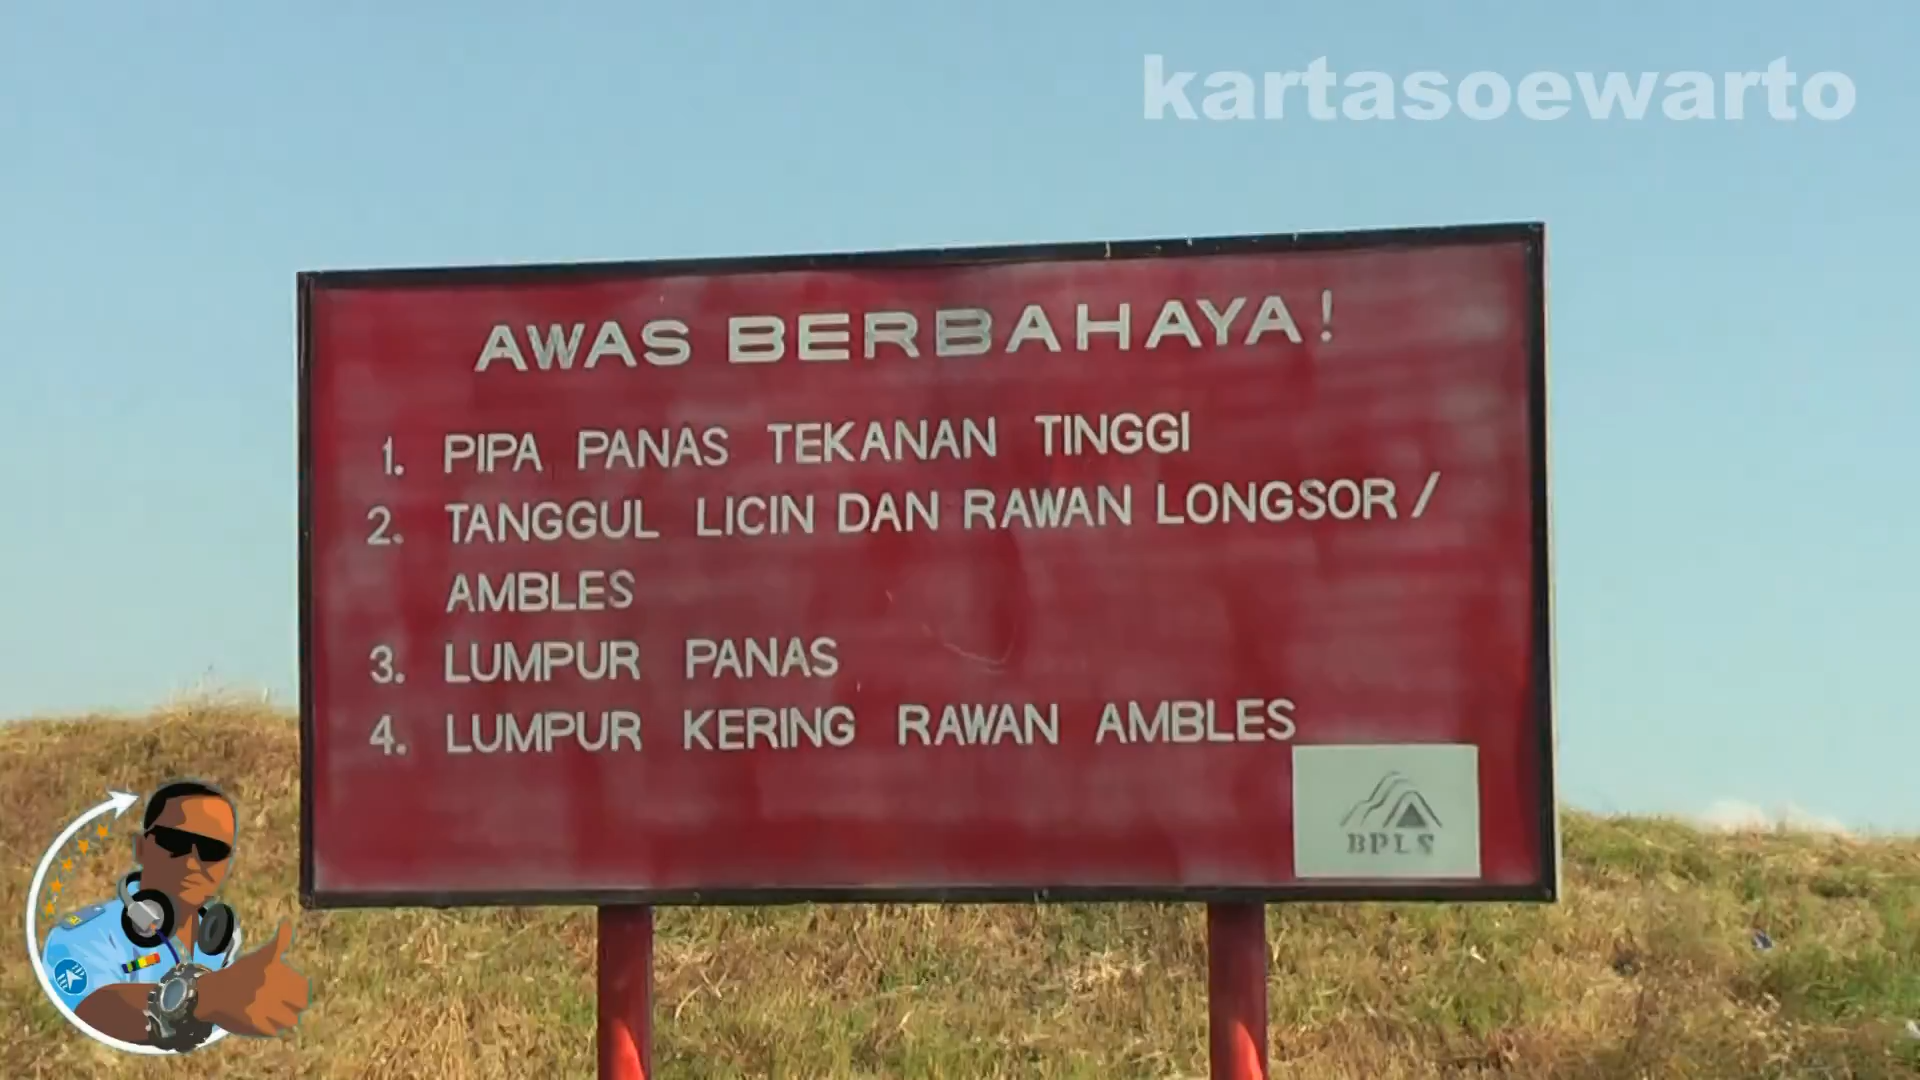 kartasoewarto
AWAS BERBAHAYA!
1. PIPA PANAS TEKANAN TINGGI
2. TANGGUL LICIN DAN RAWAN LONGSOR /
AMBLES
3. LUMPUR PANAS
4. LUMPUR KERING RAWAN AMBLES
BPLS